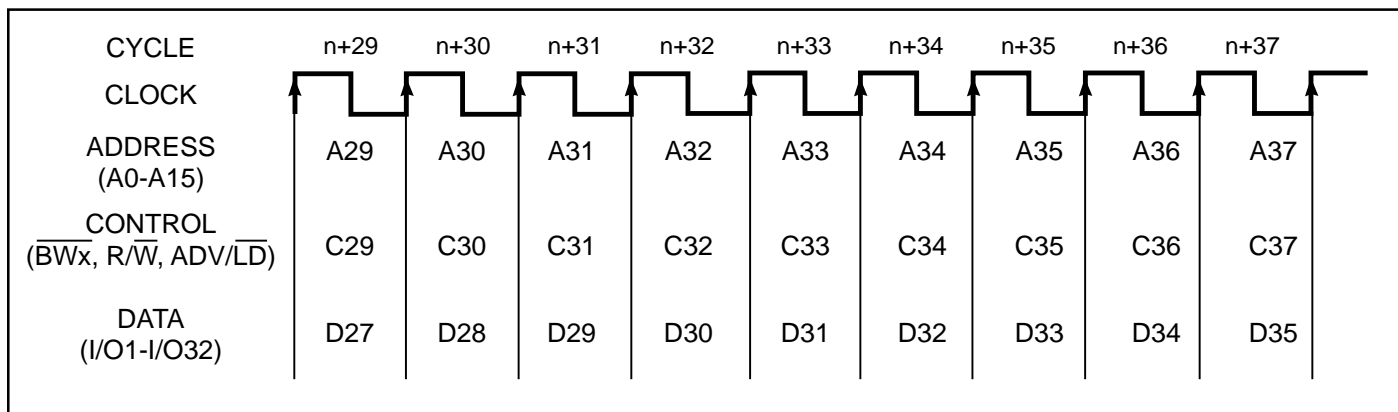 CYCLE n+29 n+30 n+31 n+32 n+33 n+34 n+35 n+36 n+37
CLOCK
ADDRESS
(A0-A15)
A29 A30 A31 A32 A33 A34 A35 A36 A37
CONTROL
(B̅W̅x̅, R/W̅, ADV/L̅D̅)
C29 C30 C31 C32 C33 C34 C35 C36 C37
DATA
(I/O1-I/O32)
D27 D28 D29 D30 D31 D32 D33 D34 D35